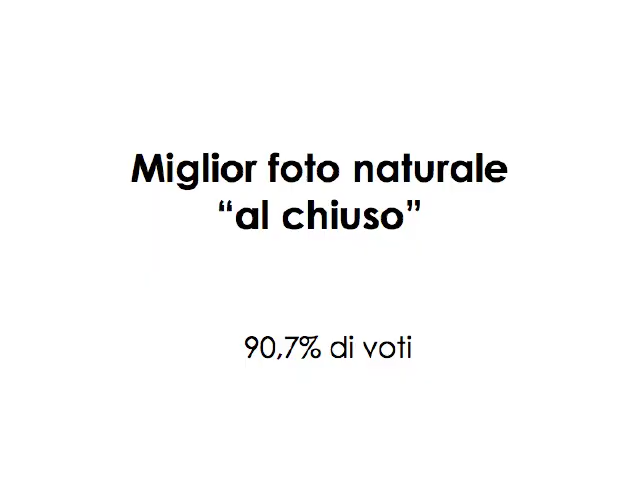 Miglior foto naturale
“al chiuso”
90,7% di voti